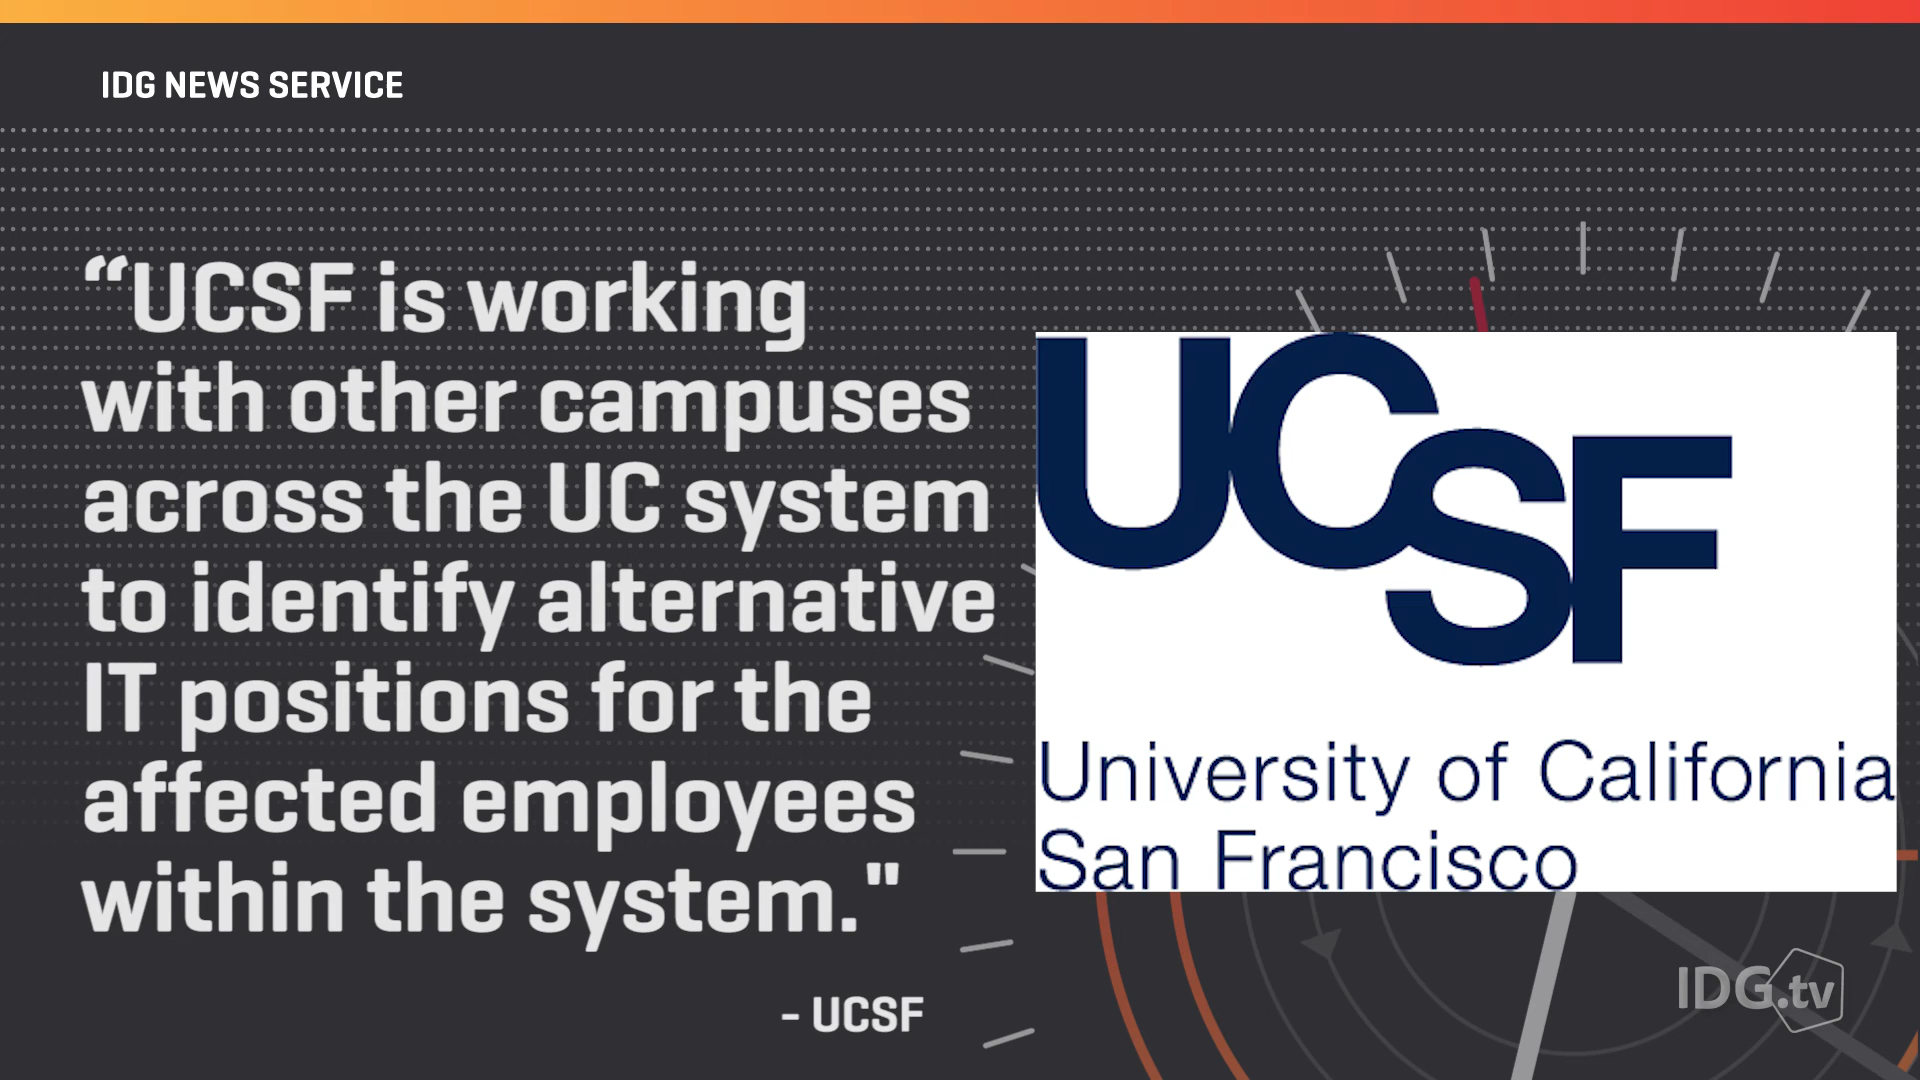 IDG NEWS SERVICE
“UCSF is working
with other campuses
across the UC system
to identify alternative
IT positions for the
affected employees
within the system."
- UCSF
UCSF
University of California
San Francisco
IDG.tv